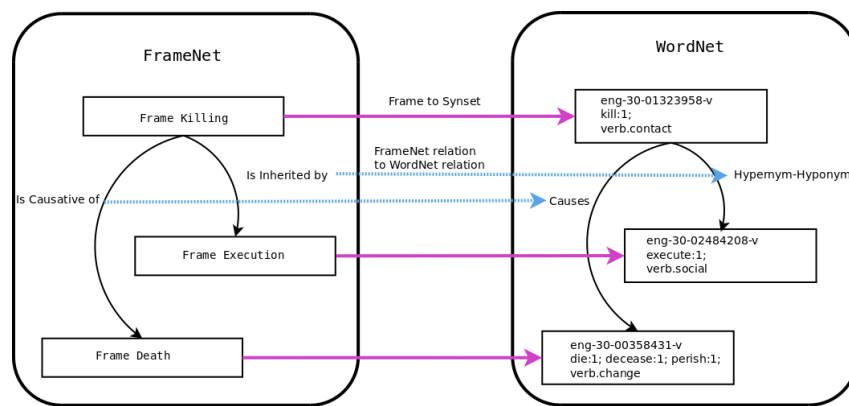 FrameNet
WordNet
Frame Killing
Frame to Synset
eng-30-01323958-v
kill:1;
verb.contact
FrameNet relation
to WordNet relation
Is Inherited by
Hypernym-Hyponym
Is Causative of
Causes
Frame Execution
eng-30-02484208-v
execute:1;
verb.social
Frame Death
eng-30-00358431-v
die:1; decease:1; perish:1;
verb.change